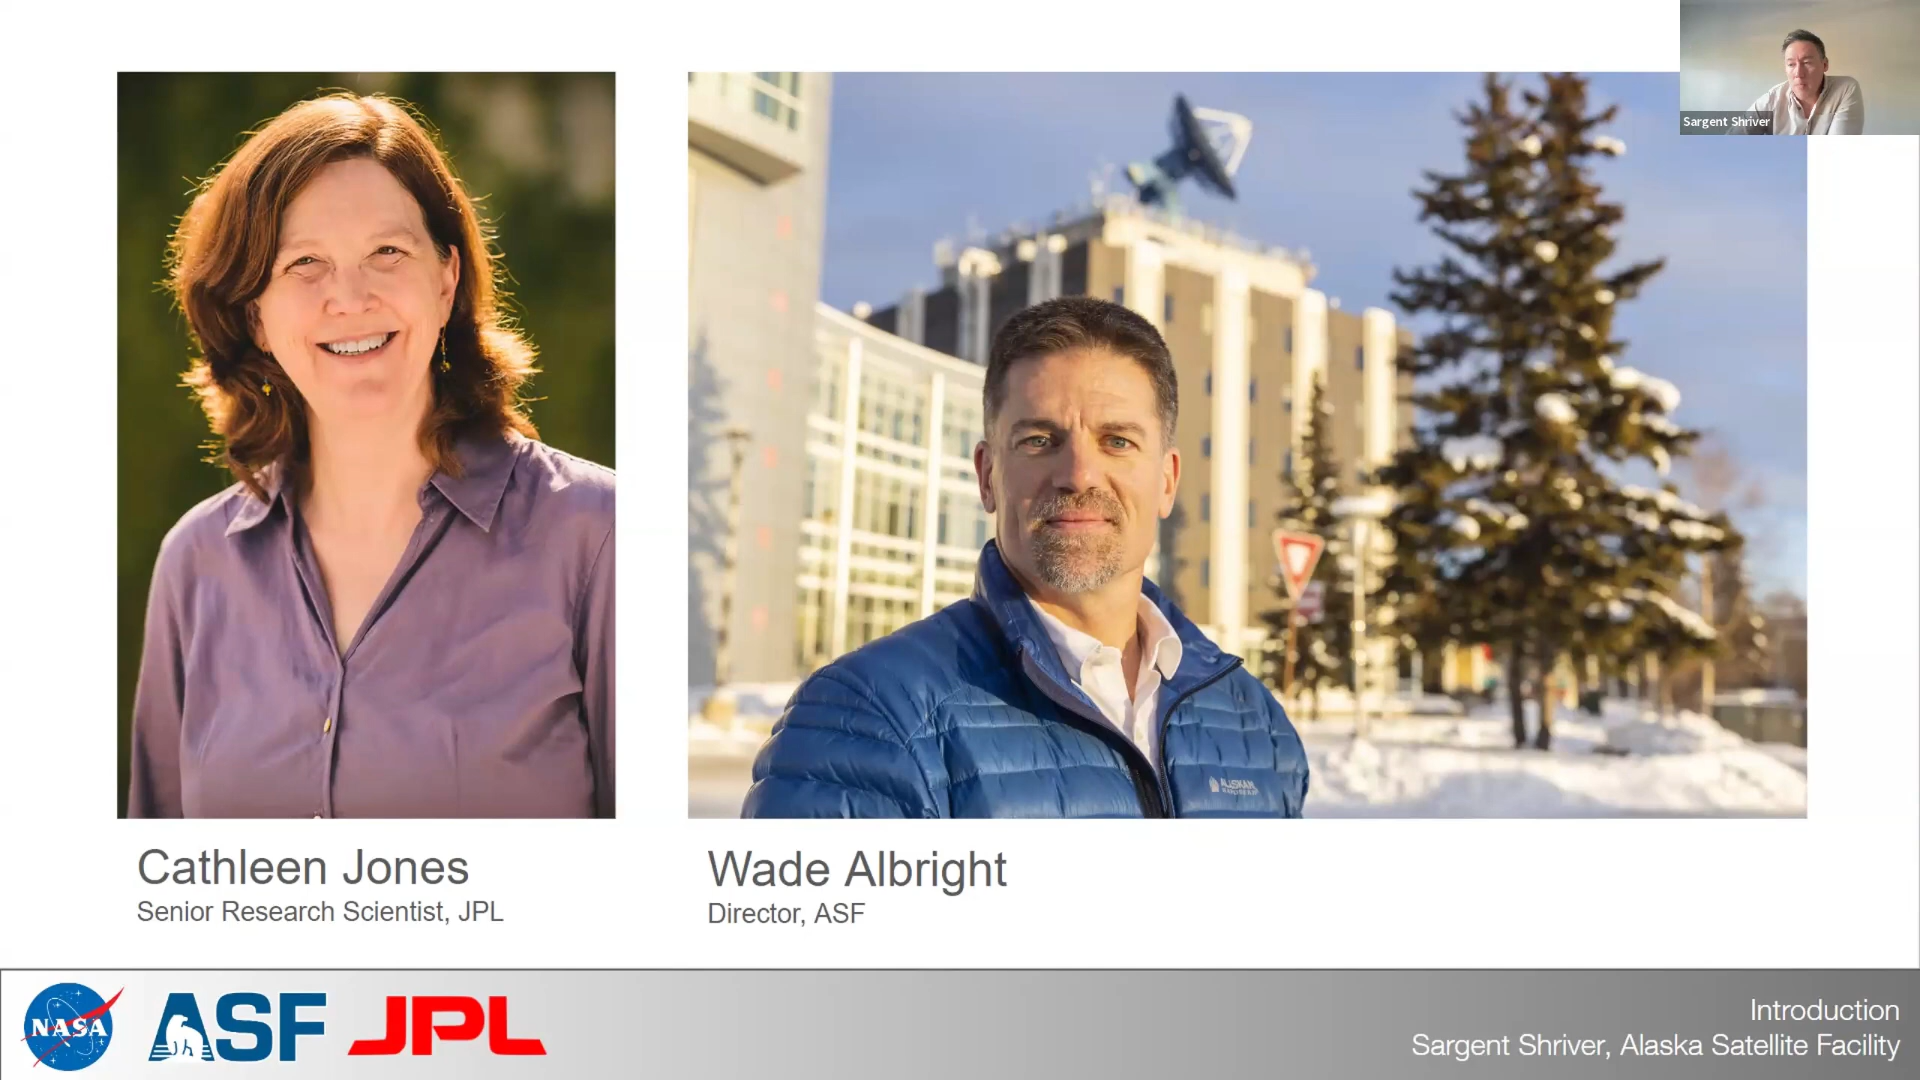 Sargent Shriver
ALASKAN
Cathleen Jones
Senior Research Scientist, JPL
Wade Albright
Director, ASF
NASA
ASF
JPL
Introduction
Sargent Shriver, Alaska Satellite Facility